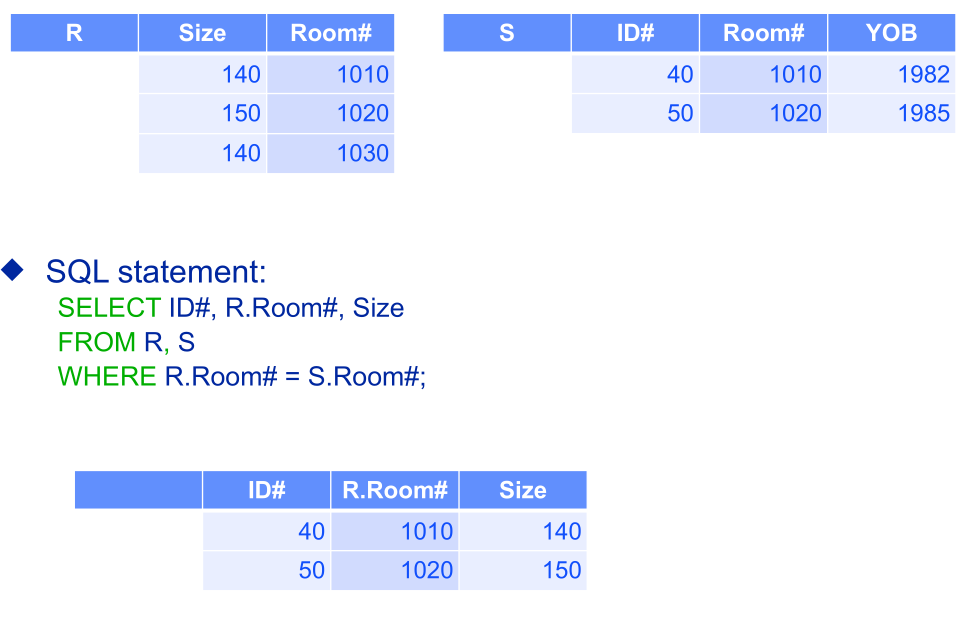 R Size Room# S ID# Room# YOB
140 1010 40 1010 1982
150 1020 50 1020 1985
140 1030
SQL statement:
SELECT ID#, R.Room#, Size
FROM R, S
WHERE R.Room# = S.Room#;
ID# R.Room# Size
40 1010 140
50 1020 150